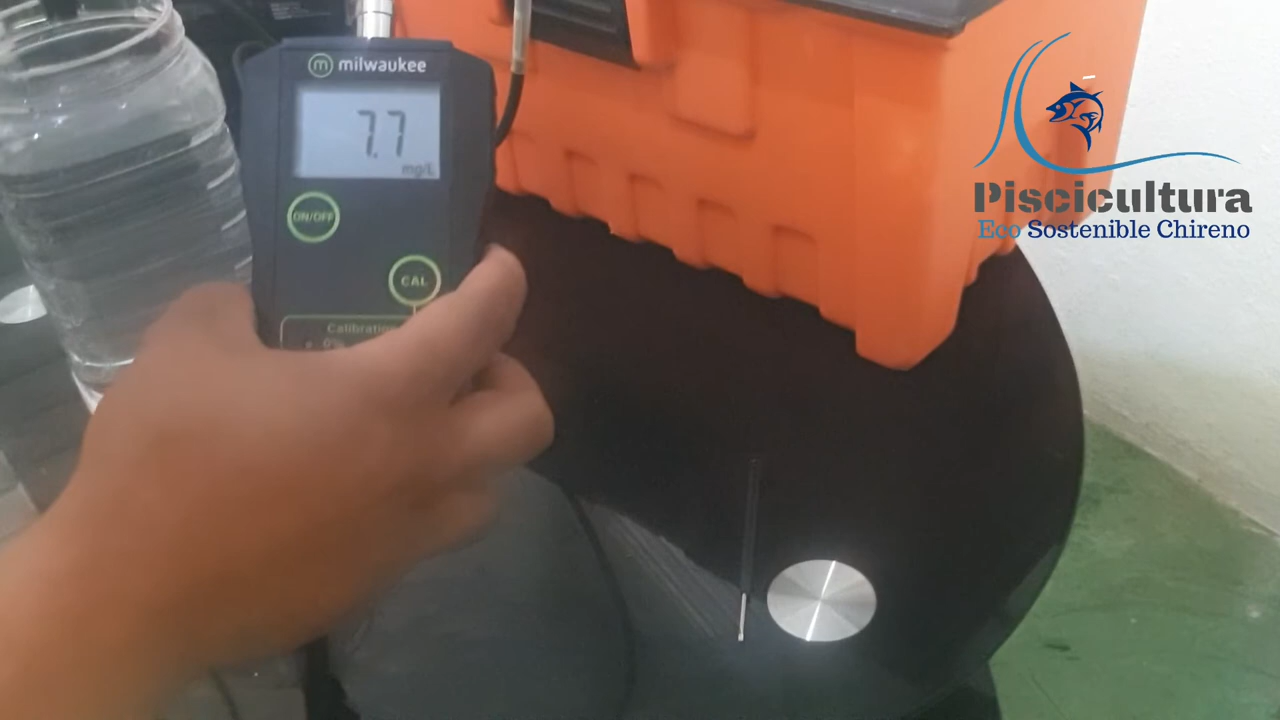 milwaukee
7.7
mg/L
ON/OFF
CAL
Calibration
Piscicultura
Eco Sostenible Chireno